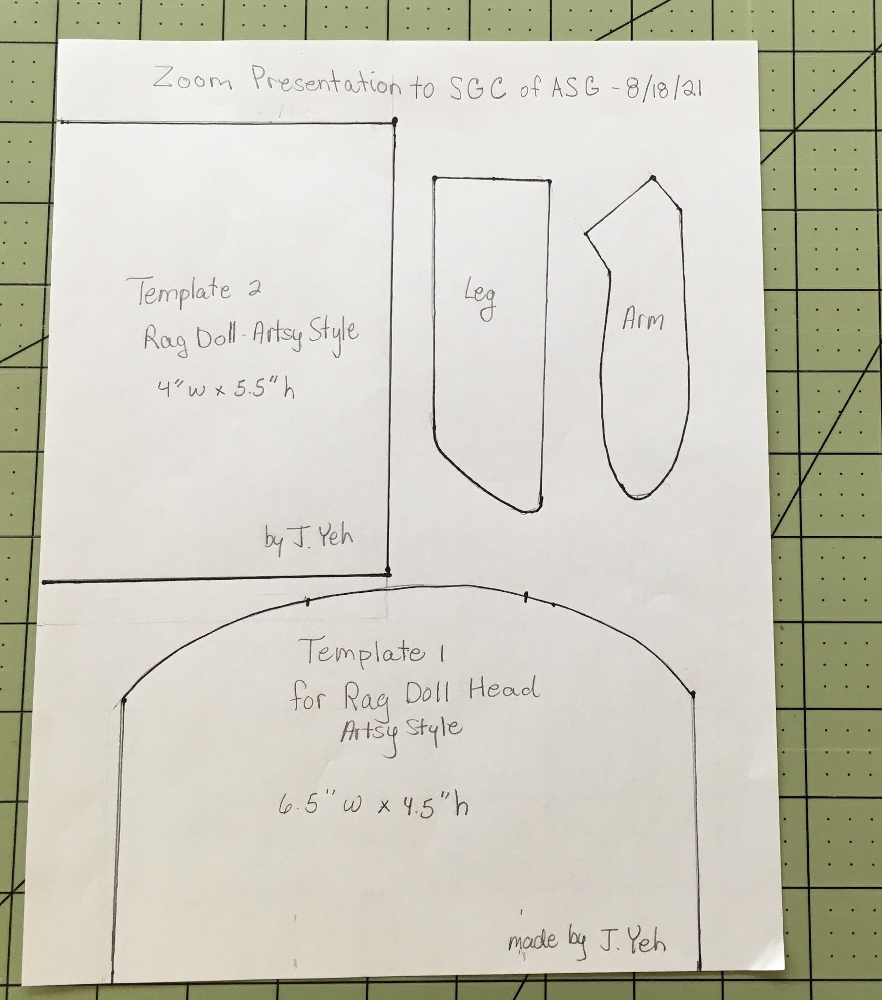 Zoom Presentation to SGC of ASG - 8/18/21
Template 2
Rag Doll - Artsy Style
4" w x 5.5" h
by J. Yeh
Leg
Arm
Template 1
for Rag Doll Head
Artsy Style
6.5" w x 4.5" h
made by J. Yeh